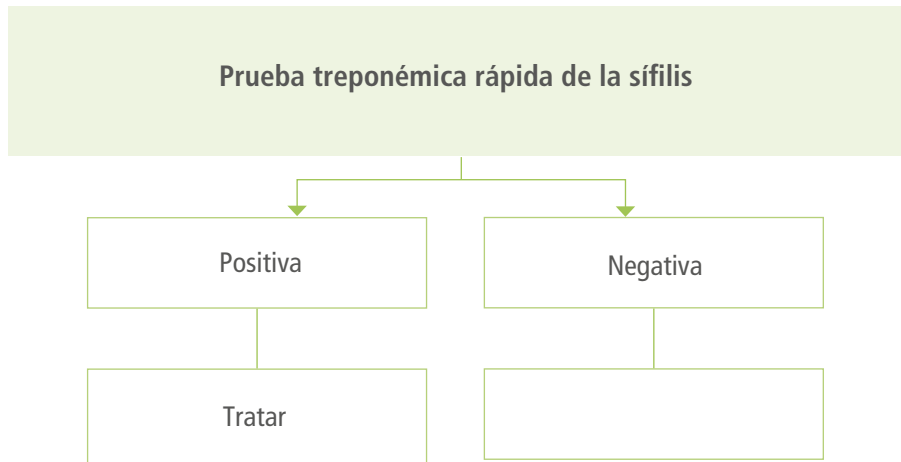 Prueba treponémica rápida de la sífilis
Positiva
Negativa
Tratar